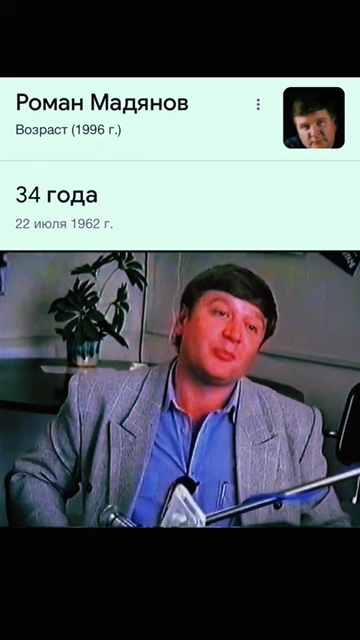 Роман Мадянов
Возраст (1996 г.)
34 года
22 июля 1962 г.